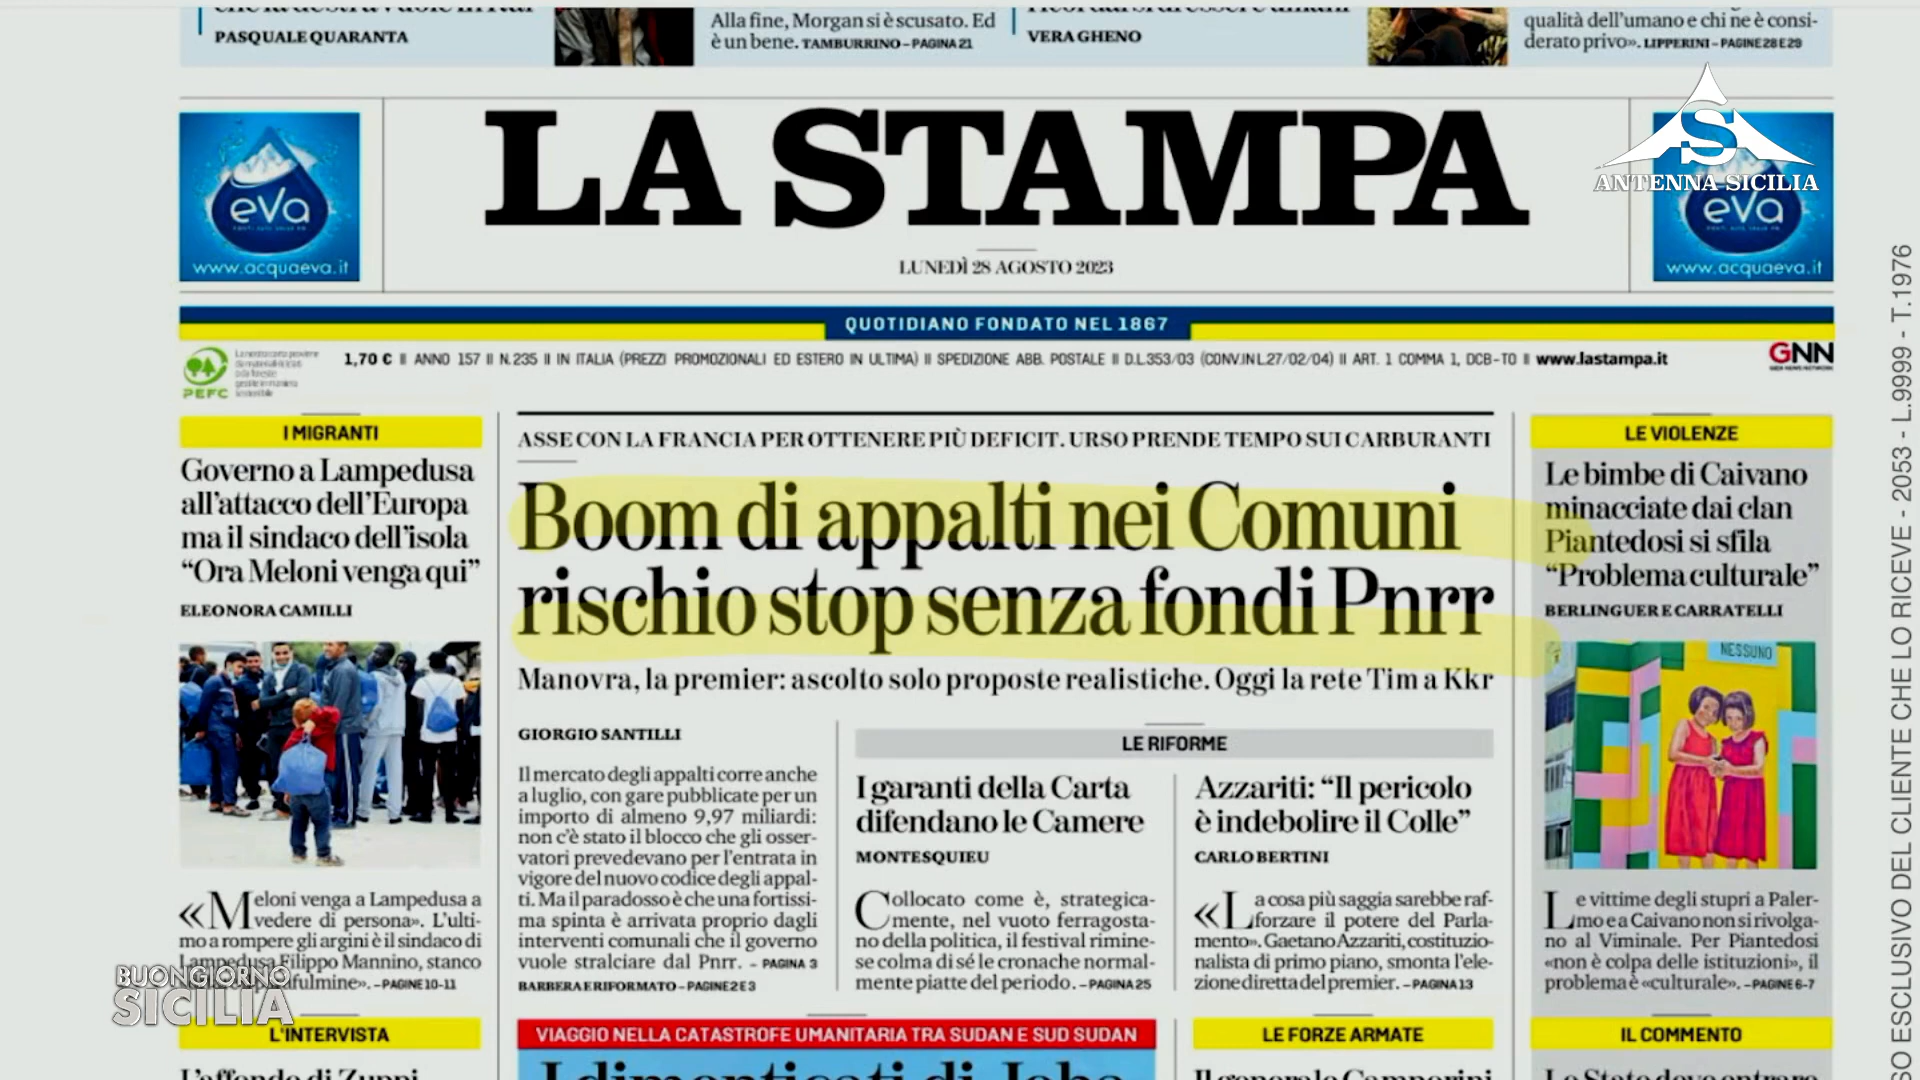 PASQUALE QUARANTA
Alla fine, Morgan si è scusato. Ed
è un bene. TAMBURRINO – PAGINA 21
VERA GHENO
qualità dell'umano e chi ne è consi-
derato privo». LIPPERINI – PAGINE 28 E 29
eva
www.acquaeva.it
LA STAMPA
LUNEDÌ 28 AGOSTO 2023
ANTENNA SICILIA
eva
www.acquaeva.it
QUOTIDIANO FONDATO NEL 1867
PEFC
1,70 € II ANNO 157 II N.235 II IN ITALIA (PREZZI PROMOZIONALI ED ESTERO IN ULTIMA) II SPEDIZIONE ABB. POSTALE II D.L.353/03 (CONV.IN L.27/02/04) II ART. 1 COMMA 1, DCB-TO II www.lastampa.it
GNN
I MIGRANTI
Governo a Lampedusa
all'attacco dell'Europa
ma il sindaco dell'isola
“Ora Meloni venga qui”
ELEONORA CAMILLI
«Meloni venga a Lampedusa a
vedere di persona». L'ulti-
mo a rompere gli argini è il sindaco di
Lampedusa Filippo Mannino, stanco
– PAGINE 10-11
L'INTERVISTA
ASSE CON LA FRANCIA PER OTTENERE PIÙ DEFICIT. URSO PRENDE TEMPO SUI CARBURANTI
Boom di appalti nei Comuni
rischio stop senza fondi Pnrr
Manovra, la premier: ascolto solo proposte realistiche. Oggi la rete Tim a Kkr
GIORGIO SANTILLI
Il mercato degli appalti corre anche
a luglio, con gare pubblicate per un
importo di almeno 9,97 miliardi:
non c'è stato il blocco che gli osser-
vatori prevedevano per l'entrata in
vigore del nuovo codice degli appal-
ti. Ma il paradosso è che una fortissi-
ma spinta è arrivata proprio dagli
interventi comunali che il governo
vuole stralciare dal Pnrr. – PAGINA 3
BARBERA E RIFORMATO – PAGINE 2 E 3
LE RIFORME
I garanti della Carta
difendano le Camere
MONTESQUIEU
Collocato come è, strategica-
mente, nel vuoto ferragosta-
no della politica, il festival rimine-
se colma di sé le cronache normal-
mente piatte del periodo. – PAGINA 25
Azzariti: “Il pericolo
è indebolire il Colle”
CARLO BERTINI
«La cosa più saggia sarebbe raf-
forzare il potere del Parla-
mento». Gaetano Azzariti, costituzio-
nalista di primo piano, smonta l'ele-
zione diretta del premier. – PAGINA 13
VIAGGIO NELLA CATASTROFE UMANITARIA TRA SUDAN E SUD SUDAN
I dimenticati di Juba
LE FORZE ARMATE
LE VIOLENZE
Le bimbe di Caivano
minacciate dai clan
Piantedosi si sfila
“Problema culturale”
BERLINGUER E CARRATELLI
NESSUNO
Le vittime degli stupri a Paler-
mo e a Caivano non si rivolga-
no al Viminale. Per Piantedosi
«non è colpa delle istituzioni», il
problema è «culturale». – PAGINE 6-7
IL COMMENTO
SO ESCLUSIVO DEL CLIENTE CHE LO RICEVE - 2053 - L.9999 - T.1976
BUONGIORNO
SICILIA